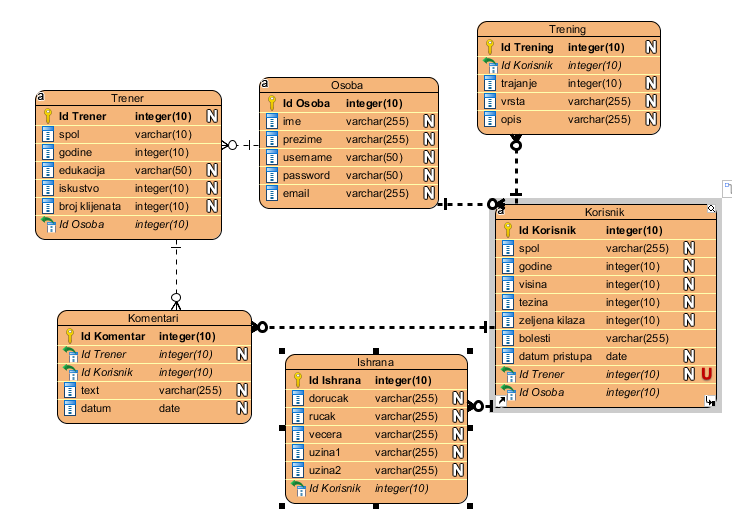 Trening
Id Trening integer(10) N
Id Korisnik integer(10)
trajanje integer(10) N
vrsta varchar(255) N
opis varchar(255) N
a
Trener
Id Trener integer(10) N
spol varchar(10)
godine integer(10)
edukacija varchar(50) N
iskustvo integer(10) N
broj klijenata integer(10) N
Id Osoba integer(10)
a
Osoba
Id Osoba integer(10)
ime varchar(255) N
prezime varchar(255) N
username varchar(50) N
password varchar(50) N
email varchar(255) N
a
Korisnik
Id Korisnik integer(10)
spol varchar(255) N
godine integer(10) N
visina integer(10) N
tezina integer(10) N
zeljena kilaza integer(10) N
bolesti varchar(255)
datum pristupa date N
Id Trener integer(10) N U
Id Osoba integer(10)
Komentari
Id Komentar integer(10)
Id Trener integer(10) N
Id Korisnik integer(10)
text varchar(255) N
datum date N
Ishrana
Id Ishrana integer(10)
dorucak varchar(255) N
rucak varchar(255) N
vecera varchar(255) N
uzina1 varchar(255) N
uzina2 varchar(255) N
Id Korisnik integer(10)